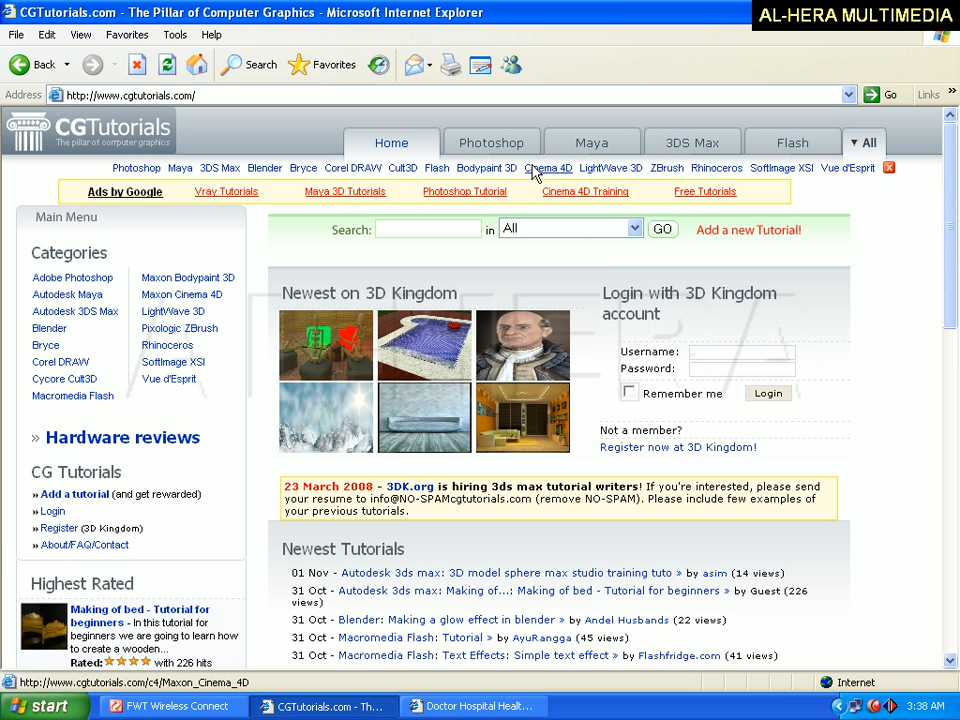 CGTutorials.com - The Pillar of Computer Graphics - Microsoft Internet Explorer
AL-HERA MULTIMEDIA
File Edit View Favorites Tools Help
Back Search Favorites
Address http://www.cgtutorials.com/ Go Links »
CGTutorials
The pillar of computer graphics
Home Photoshop Maya 3DS Max Flash ▼ All
Photoshop Maya 3DS Max Blender Bryce Corel DRAW Cult3D Flash Bodypaint 3D Cinema 4D LightWave 3D ZBrush Rhinoceros SoftImage XSI Vue d'Esprit
Ads by Google Vray Tutorials Maya 3D Tutorials Photoshop Tutorial Cinema 4D Training Free Tutorials
Main Menu
Search: in All GO Add a new Tutorial!
Categories
Adobe Photoshop Maxon Bodypaint 3D
Autodesk Maya Maxon Cinema 4D
Autodesk 3DS Max LightWave 3D
Blender Pixologic ZBrush
Bryce Rhinoceros
Corel DRAW SoftImage XSI
Cycore Cult3D Vue d'Esprit
Macromedia Flash
» Hardware reviews
CG Tutorials
» Add a tutorial (and get rewarded)
» Login
» Register (3D Kingdom)
» About/FAQ/Contact
Highest Rated
Making of bed - Tutorial for
beginners - In this tutorial for
beginners we are going to learn how
to create a wooden...
Rated: with 226 hits
Newest on 3D Kingdom
Login with 3D Kingdom
account
Username:
Password:
Remember me Login
Not a member?
Register now at 3D Kingdom!
23 March 2008 - 3DK.org is hiring 3ds max tutorial writers! If you're interested, please send
your resume to info@NO-SPAMcgtutorials.com (remove NO-SPAM). Please include few examples of
your previous tutorials.
Newest Tutorials
01 Nov - Autodesk 3ds max: 3D model sphere max studio training tuto » by asim (14 views)
31 Oct - Autodesk 3ds max: Making of...: Making of bed - Tutorial for beginners » by Guest (226
views)
31 Oct - Blender: Making a glow effect in blender » by Andel Husbands (22 views)
31 Oct - Macromedia Flash: Tutorial » by AyuRangga (45 views)
31 Oct - Macromedia Flash: Text Effects: Simple text effect » by Flashfridge.com (41 views)
http://www.cgtutorials.com/c4/Maxon_Cinema_4D Internet
start FWT Wireless Connect CGTutorials.com - Th... Doctor Hospital Healt... 3:38 AM